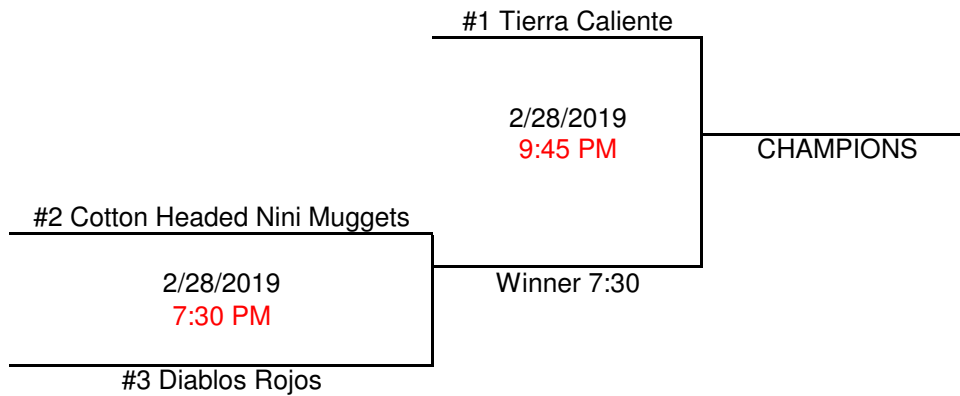 #1 Tierra Caliente
2/28/2019
9:45 PM
CHAMPIONS
#2 Cotton Headed Nini Muggets
2/28/2019
7:30 PM
Winner 7:30
#3 Diablos Rojos